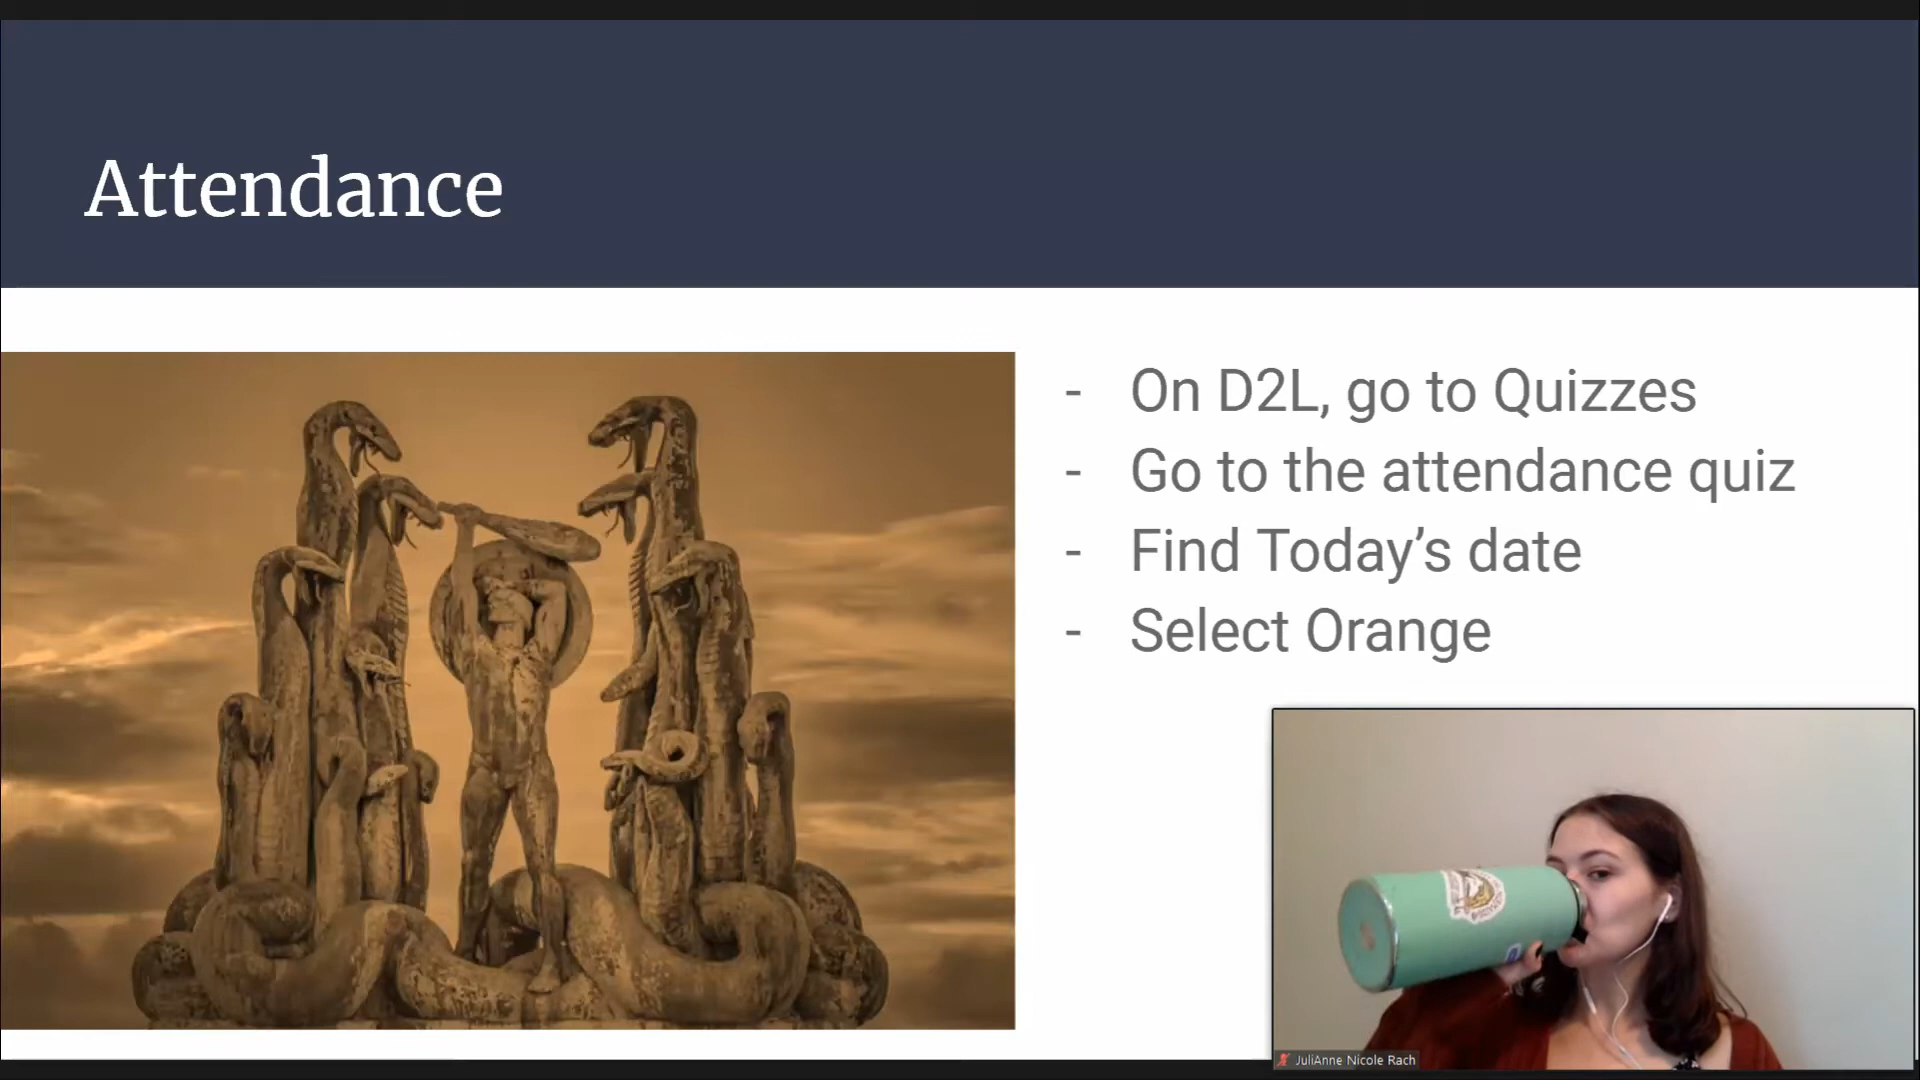 Attendance
- On D2L, go to Quizzes
- Go to the attendance quiz
- Find Today’s date
- Select Orange
JuliAnne Nicole Rach